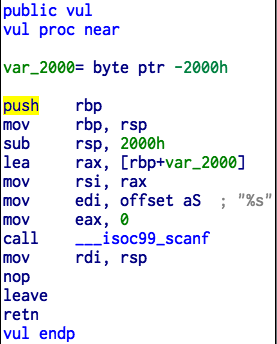 public vul
vul proc near
var_2000= byte ptr -2000h
push rbp
mov rbp, rsp
sub rsp, 2000h
lea rax, [rbp+var_2000]
mov rsi, rax
mov edi, offset aS ; "%s"
mov eax, 0
call ___isoc99_scanf
mov rdi, rsp
nop
leave
retn
vul endp